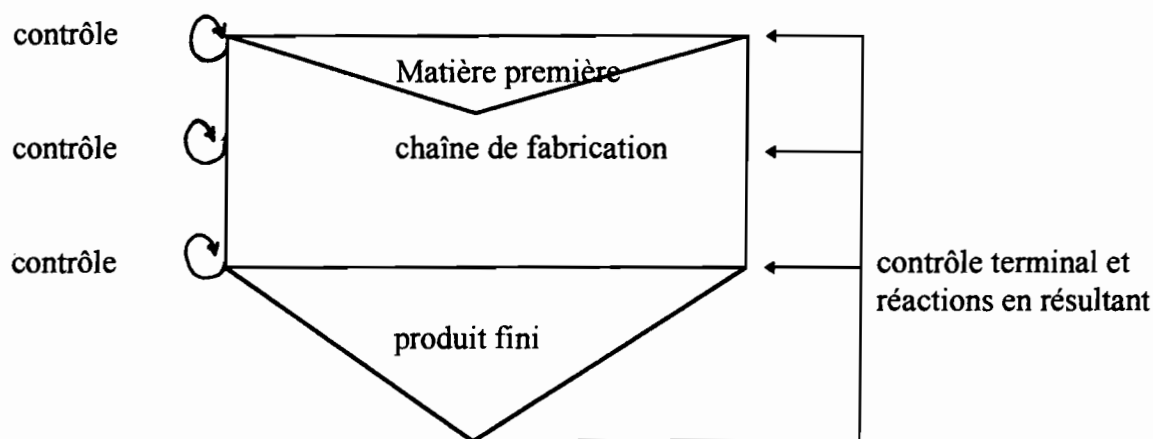 contrôle
Matière première
contrôle
chaîne de fabrication
contrôle
contrôle terminal et
réactions en résultant
produit fini